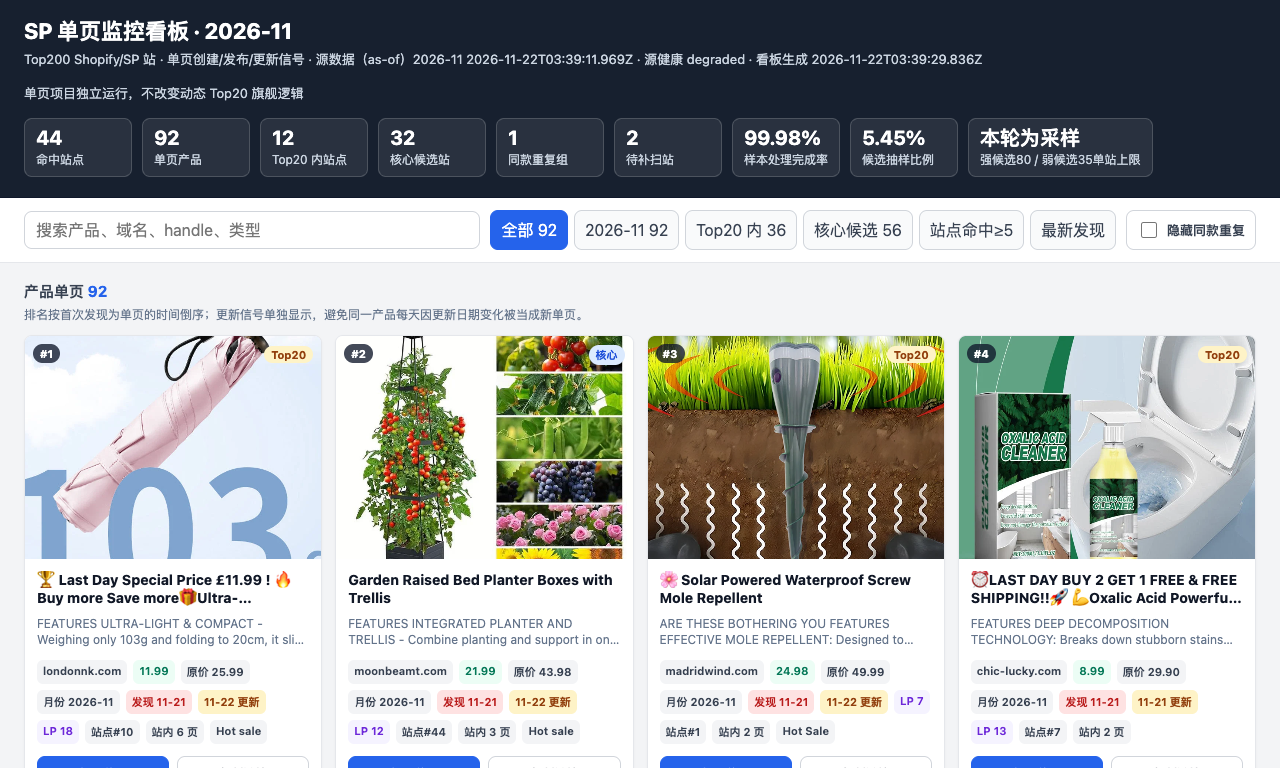 SP 单页监控看板 · 2026-11
Top200 Shopify/SP 站 · 单页创建/发布/更新信号 · 源数据（as-of）2026-11 2026-11-22T03:39:11.969Z · 源健康 degraded · 看板生成 2026-11-22T03:39:29.836Z
单页项目独立运行，不改变动态 Top20 旗舰逻辑
44
命中站点
92
单页产品
12
Top20 内站点
32
核心候选站
1
同款重复组
2
待补扫站
99.98%
样本处理完成率
5.45%
候选抽样比例
本轮为采样
强候选80 / 弱候选35单站上限
搜索产品、域名、handle、类型
全部 92
2026-11 92
Top20 内 36
核心候选 56
站点命中≥5
最新发现
隐藏同款重复
产品单页 92
排名按首次发现为单页的时间倒序；更新信号单独显示，避免同一产品每天因更新日期变化被当成新单页。
#1
Top20
103
🏆 Last Day Special Price £11.99 ! 🔥
Buy more Save more🎁Ultra-...
FEATURES ULTRA-LIGHT & COMPACT -
Weighing only 103g and folding to 20cm, it sli...
londonnk.com
11.99
原价 25.99
月份 2026-11
发现 11-21
11-22 更新
LP 18
站点#10
站内 6 页
Hot sale
#2
核心
Garden Raised Bed Planter Boxes with
Trellis
FEATURES INTEGRATED PLANTER AND
TRELLIS - Combine planting and support in on...
moonbeamt.com
21.99
原价 43.98
月份 2026-11
发现 11-21
11-22 更新
LP 12
站点#44
站内 3 页
Hot sale
#3
Top20
🌸Solar Powered Waterproof Screw
Mole Repellent
ARE THESE BOTHERING YOU FEATURES
EFFECTIVE MOLE REPELLENT: Designed to...
madridwind.com
24.98
原价 49.99
月份 2026-11
发现 11-21
11-22 更新
LP 7
站点#1
站内 2 页
Hot Sale
#4
Top20
OXALIC ACID
CLEANER
OXALIC ACID
CLEANER
⏰LAST DAY BUY 2 GET 1 FREE & FREE
SHIPPING!!🚀💪Oxalic Acid Powerfu...
FEATURES DEEP DECOMPOSITION
TECHNOLOGY: Breaks down stubborn stains...
chic-lucky.com
8.99
原价 29.90
月份 2026-11
发现 11-21
11-21 更新
LP 13
站点#7
站内 2 页